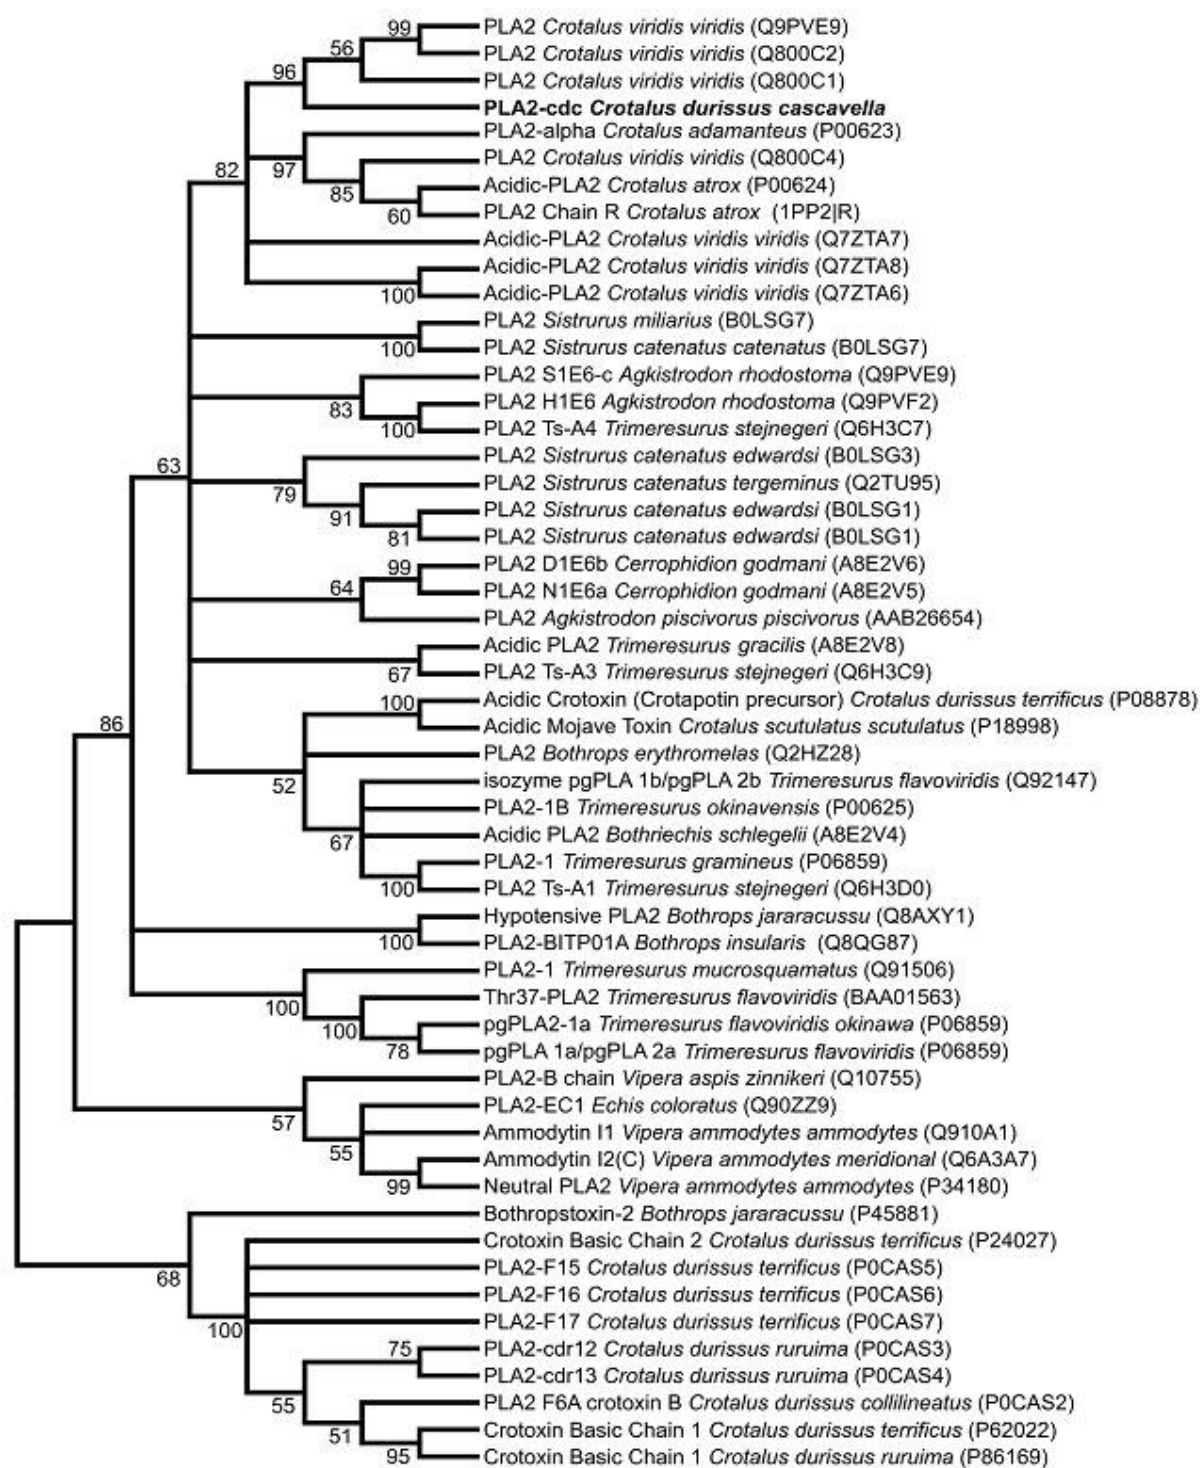 99
PLA2 Crotalus viridis viridis (Q9PVE9)
56
PLA2 Crotalus viridis viridis (Q800C2)
96
PLA2 Crotalus viridis viridis (Q800C1)
PLA2-cdc Crotalus durissus cascavella
PLA2-alpha Crotalus adamanteus (P00623)
82
97
PLA2 Crotalus viridis viridis (Q800C4)
85
Acidic-PLA2 Crotalus atrox (P00624)
60
PLA2 Chain R Crotalus atrox (1PP2|R)
Acidic-PLA2 Crotalus viridis viridis (Q7ZTA7)
Acidic-PLA2 Crotalus viridis viridis (Q7ZTA8)
100
Acidic-PLA2 Crotalus viridis viridis (Q7ZTA6)
PLA2 Sistrurus miliarius (B0LSG7)
100
PLA2 Sistrurus catenatus catenatus (B0LSG7)
PLA2 S1E6-c Agkistrodon rhodostoma (Q9PVE9)
83
PLA2 H1E6 Agkistrodon rhodostoma (Q9PVF2)
100
PLA2 Ts-A4 Trimeresurus stejnegeri (Q6H3C7)
63
PLA2 Sistrurus catenatus edwardsi (B0LSG3)
79
PLA2 Sistrurus catenatus tergeminus (Q2TU95)
91
PLA2 Sistrurus catenatus edwardsi (B0LSG1)
81
PLA2 Sistrurus catenatus edwardsi (B0LSG1)
99
PLA2 D1E6b Cerrophidion godmani (A8E2V6)
64
PLA2 N1E6a Cerrophidion godmani (A8E2V5)
PLA2 Agkistrodon piscivorus piscivorus (AAB26654)
Acidic PLA2 Trimeresurus gracilis (A8E2V8)
67
PLA2 Ts-A3 Trimeresurus stejnegeri (Q6H3C9)
100
Acidic Crotoxin (Crotapotin precursor) Crotalus durissus terrificus (P08878)
86
Acidic Mojave Toxin Crotalus scutulatus scutulatus (P18998)
PLA2 Bothrops erythromelas (Q2HZ28)
52
isozyme pgPLA 1b/pgPLA 2b Trimeresurus flavoviridis (Q92147)
PLA2-1B Trimeresurus okinavensis (P00625)
67
Acidic PLA2 Bothriechis schlegelii (A8E2V4)
PLA2-1 Trimeresurus gramineus (P06859)
100
PLA2 Ts-A1 Trimeresurus stejnegeri (Q6H3D0)
Hypotensive PLA2 Bothrops jararacussu (Q8AXY1)
100
PLA2-BITP01A Bothrops insularis (Q8QG87)
PLA2-1 Trimeresurus mucrosquamatus (Q91506)
100
Thr37-PLA2 Trimeresurus flavoviridis (BAA01563)
100
pgPLA2-1a Trimeresurus flavoviridis okinawa (P06859)
78
pgPLA 1a/pgPLA 2a Trimeresurus flavoviridis (P06859)
PLA2-B chain Vipera aspis zinnikeri (Q10755)
57
PLA2-EC1 Echis coloratus (Q90ZZ9)
Ammodytin I1 Vipera ammodytes ammodytes (Q910A1)
55
Ammodytin I2(C) Vipera ammodytes meridional (Q6A3A7)
99
Neutral PLA2 Vipera ammodytes ammodytes (P34180)
Bothropstoxin-2 Bothrops jararacussu (P45881)
Crotoxin Basic Chain 2 Crotalus durissus terrificus (P24027)
68
PLA2-F15 Crotalus durissus terrificus (P0CAS5)
PLA2-F16 Crotalus durissus terrificus (P0CAS6)
100
PLA2-F17 Crotalus durissus terrificus (P0CAS7)
75
PLA2-cdr12 Crotalus durissus ruruima (P0CAS3)
PLA2-cdr13 Crotalus durissus ruruima (P0CAS4)
55
PLA2 F6A crotoxin B Crotalus durissus collilineatus (P0CAS2)
51
Crotoxin Basic Chain 1 Crotalus durissus terrificus (P62022)
95
Crotoxin Basic Chain 1 Crotalus durissus ruruima (P86169)